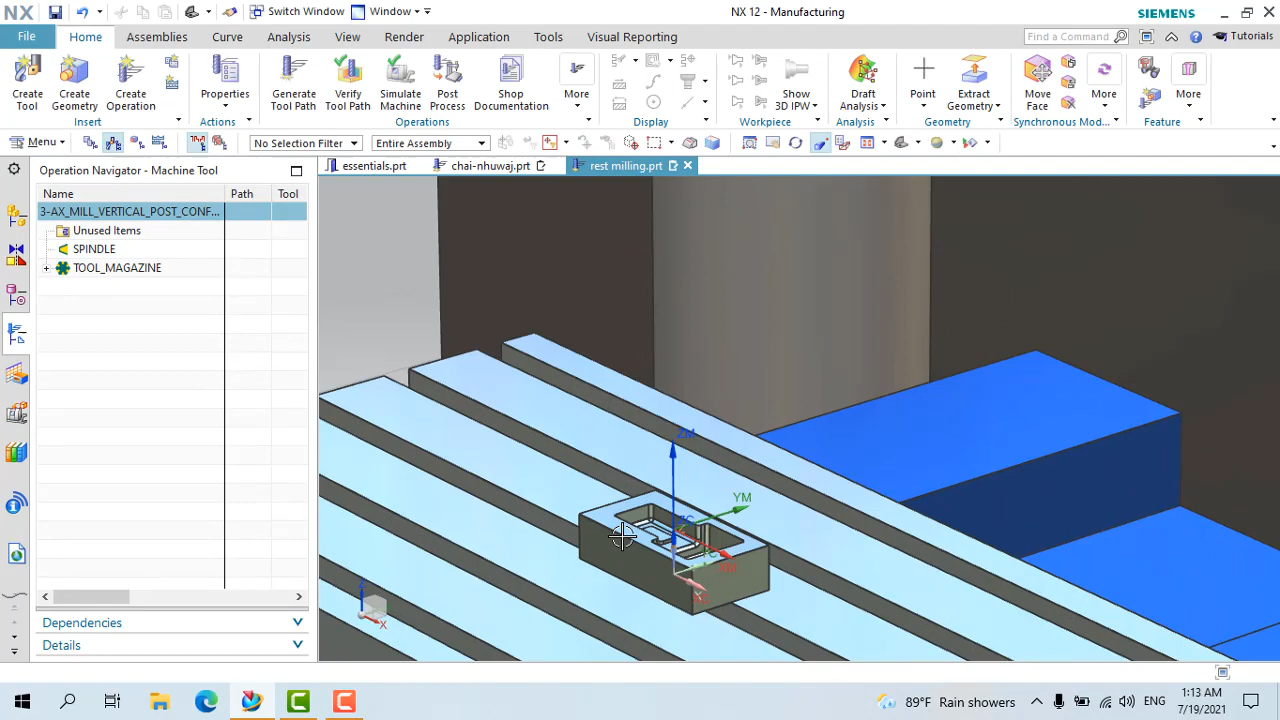 NX
Switch Window
Window
NX 12 - Manufacturing
SIEMENS
File
Home
Assemblies
Curve
Analysis
View
Render
Application
Tools
Visual Reporting
Find a Command
Tutorials
Create Tool
Create Geometry
Create Operation
Properties
Generate Tool Path
Verify Tool Path
Simulate Machine
Post Process
Shop Documentation
More
Show 3D IPW
Draft Analysis
Point
Extract Geometry
Move Face
More
More
Insert
Actions
Operations
Display
Workpiece
Analysis
Geometry
Synchronous Mod...
Feature
Menu
No Selection Filter
Entire Assembly
essentials.prt
chai-nhuwaj.prt
rest milling.prt
Operation Navigator - Machine Tool
Name
Path
Tool
3-AX_MILL_VERTICAL_POST_CONF...
Unused Items
SPINDLE
TOOL_MAGAZINE
ZM
YM
XM
ZC
Z
X
Dependencies
Details
89°F Rain showers
ENG
1:13 AM
7/19/2021